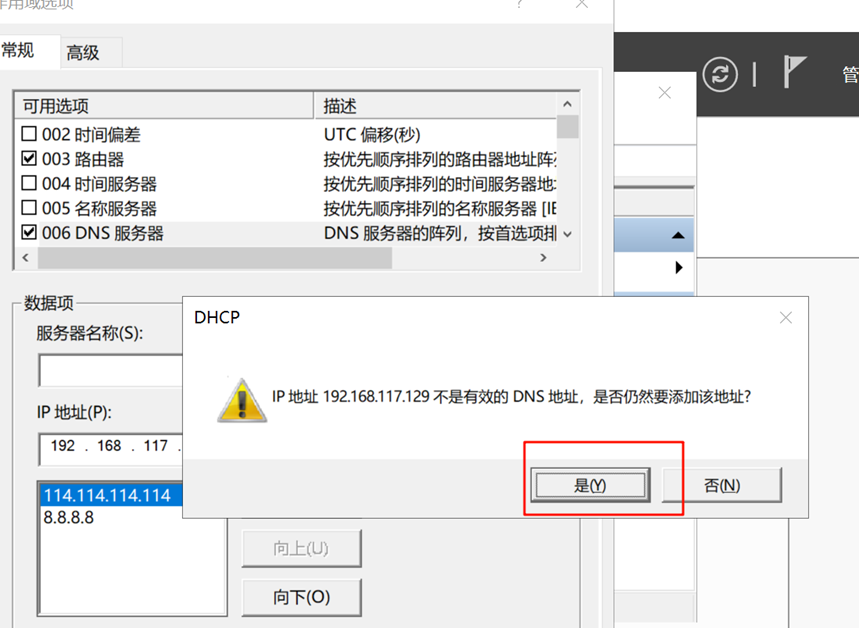 作用域选项
?
常规
高级
管
可用选项 描述
002 时间偏差 UTC 偏移(秒)
003 路由器 按优先顺序排列的路由器地址阵列
004 时间服务器 按优先顺序排列的时间服务器地
005 名称服务器 按优先顺序排列的名称服务器 [IE
006 DNS 服务器 DNS 服务器的阵列，按首选项排
数据项
服务器名称(S):
IP 地址(P):
192 . 168 . 117 .
114.114.114.114
8.8.8.8
DHCP
IP 地址 192.168.117.129 不是有效的 DNS 地址，是否仍然要添加该地址?
是(Y)
否(N)
向上(U)
向下(O)